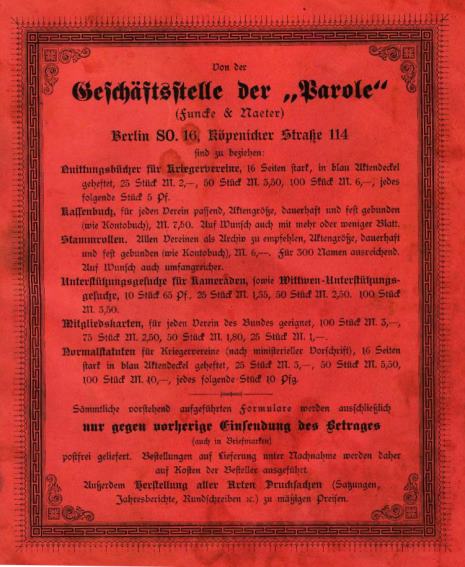 Von der
Geschäftsstelle der „Parole“
(Funcke & Naeter)
Berlin SO. 16, Köpenicker Straße 114
sind zu beziehen:
Quittungsbücher für Kriegervereine, 16 Seiten stark, in blau Aktendeckel
geheftet, 25 Stück M. 2,—, 50 Stück M. 3,50, 100 Stück M. 6,—, jedes
folgende Stück 5 Pf.
Kassenbuch, für jeden Verein passend, Aktengröße, dauerhaft und fest gebunden
(wie Kontobuch), M. 7,50. Auf Wunsch auch mit mehr oder weniger Blatt.
Stammrollen. Allen Vereinen als Archiv zu empfehlen, Aktengröße, dauerhaft
und fest gebunden (wie Kontobuch), M. 6,—. Für 300 Namen ausreichend.
Auf Wunsch auch umfangreicher.
Unterstützungsgesuche für Kameraden, sowie Wittwen-Unterstützungs-
gesuche, 10 Stück 65 Pf., 25 Stück M. 1,35, 50 Stück M. 2,50. 100 Stück
M. 3,50.
Mitgliedskarten, für jeden Verein des Bundes geeignet, 100 Stück M. 3,—,
75 Stück M. 2,50, 50 Stück M. 1,80, 25 Stück M. 1,—.
Normalstatuten für Kriegervereine (nach ministerieller Vorschrift), 16 Seiten
stark in blau Aktendeckel geheftet, 25 Stück M. 3,—, 50 Stück M. 5,50,
100 Stück M. 10,—, jedes folgende Stück 10 Pfg.
Sämmtliche vorstehend aufgeführten Formulare werden ausschließlich
nur gegen vorherige Einsendung des Betrages
(auch in Briefmarken)
postfrei geliefert. Bestellungen auf Lieferung unter Nachnahme werden daher
auf Kosten der Besteller ausgeführt.
Außerdem Herstellung aller Arten Drucksachen (Satzungen,
Jahresberichte, Rundschreiben ꝛc.) zu mäßigen Preisen.